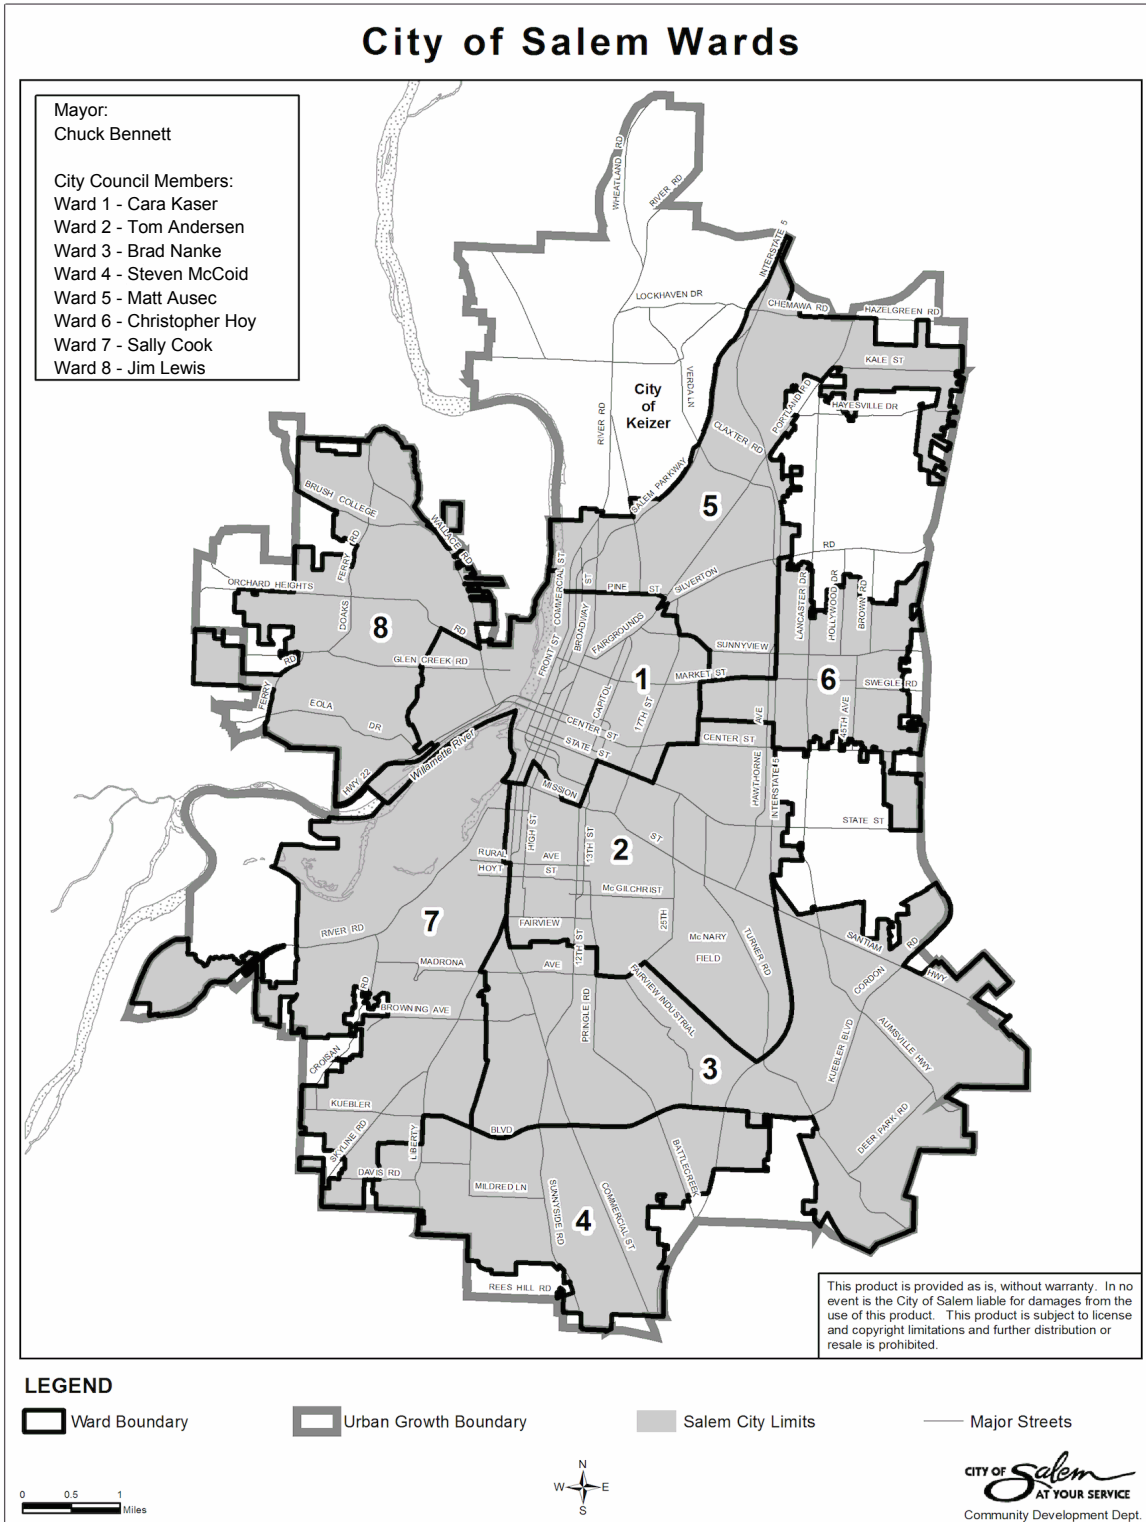 City of Salem Wards
Mayor:
Chuck Bennett
City Council Members:
Ward 1 - Cara Kaser
Ward 2 - Tom Andersen
Ward 3 - Brad Nanke
Ward 4 - Steven McCoid
Ward 5 - Matt Ausec
Ward 6 - Christopher Hoy
Ward 7 - Sally Cook
Ward 8 - Jim Lewis
WHEATLAND RD
RIVER RD
INTERSTATE 5
LOCKHAVEN DR
CHEMAWA RD
HAZELGREEN RD
KALE ST
VERDA LN
PORTLAND RD
HAYESVILLE DR
City
of
Keizer
RIVER RD
CLAXTER RD
SALEM PARKWAY
5
BRUSH COLLEGE
WALLACE RD
FERRY RD
DOAKS
ORCHARD HEIGHTS
RD
COMMERCIAL ST
ST
BROADWAY
PINE ST
SILVERTON
RD
LANCASTER DR
HOLLYWOOD DR
BROWN RD
8
FAIRGROUNDS
FRONT ST
SUNNYVIEW
GLEN CREEK RD
RD
FERRY
1
MARKET ST
6
SWEGLE RD
EOLA
DR
CAPITOL
17TH ST
45TH AVE
CENTER ST
STATE ST
CENTER ST
AVE
HAWTHORNE
INTERSTATE 5
Willamette River
HWY 22
MISSION
ST
STATE ST
HIGH ST
13TH ST
2
RURAL
AVE
HOYT
ST
McGILCHRIST
25TH
7
RIVER RD
FAIRVIEW
12TH ST
McNARY
FIELD
TURNER RD
SANTIAM
HWY
RD
CORDON
MADRONA
AVE
RD
CROISAN
BROWNING AVE
PRINGLE RD
FAIRVIEW INDUSTRIAL
KUEBLER BLVD
AUMSVILLE HWY
3
KUEBLER
BLVD
SKYLINE RD
LIBERTY
DEER PARK RD
DAVIS RD
MILDRED LN
SUNNYSIDE RD
COMMERCIAL ST
BATTLECREEK
4
REES HILL RD
This product is provided as is, without warranty. In no
event is the City of Salem liable for damages from the
use of this product. This product is subject to license
and copyright limitations and further distribution or
resale is prohibited.
LEGEND
Ward Boundary
Urban Growth Boundary
Salem City Limits
Major Streets
0 0.5 1
Miles
N
W E
S
CITY OF Salem
AT YOUR SERVICE
Community Development Dept.